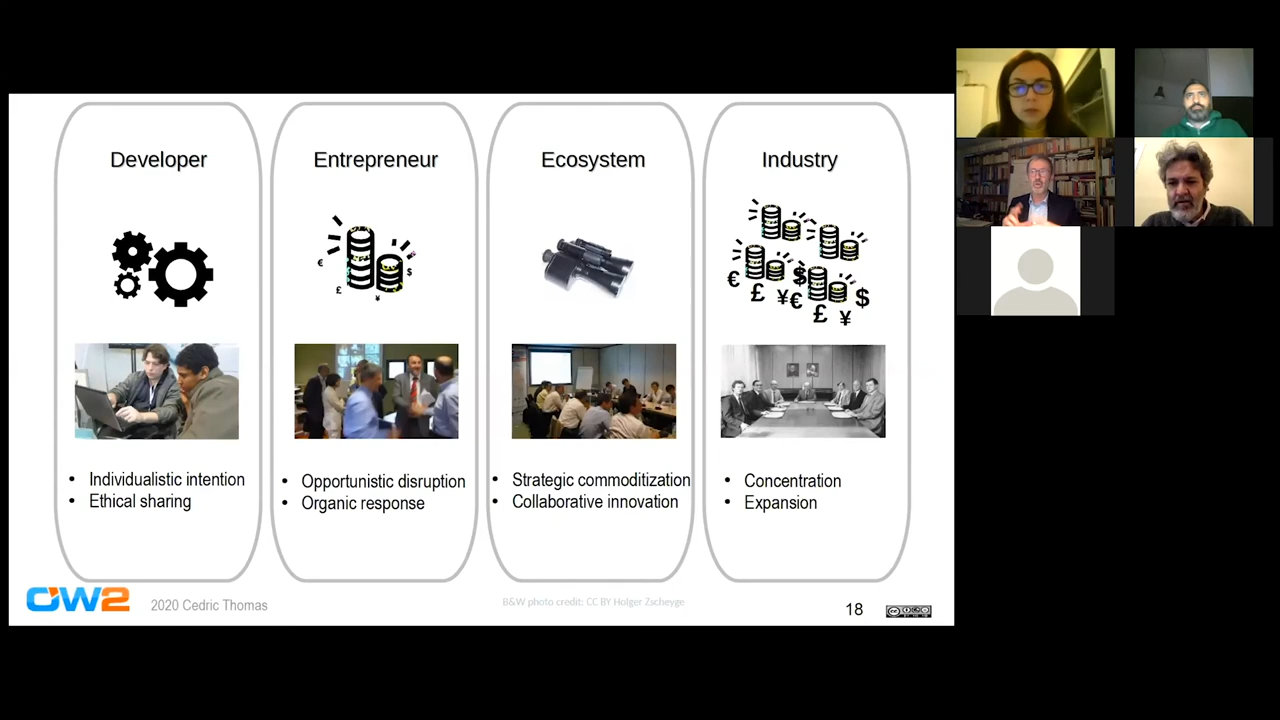 Developer
Entrepreneur
Ecosystem
Industry
€
£
¥
$
€
£
¥
€
$
£
¥
$
• Individualistic intention
• Ethical sharing
• Opportunistic disruption
• Organic response
• Strategic commoditization
• Collaborative innovation
• Concentration
• Expansion
OW2
2020 Cedric Thomas
B&W photo credit: CC BY Holger Zscheyge
18
cc